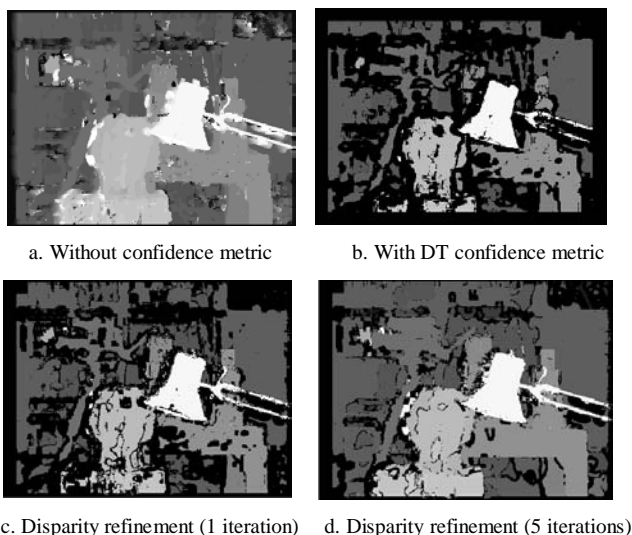 a. Without confidence metric
b. With DT confidence metric
c. Disparity refinement (1 iteration)
d. Disparity refinement (5 iterations)